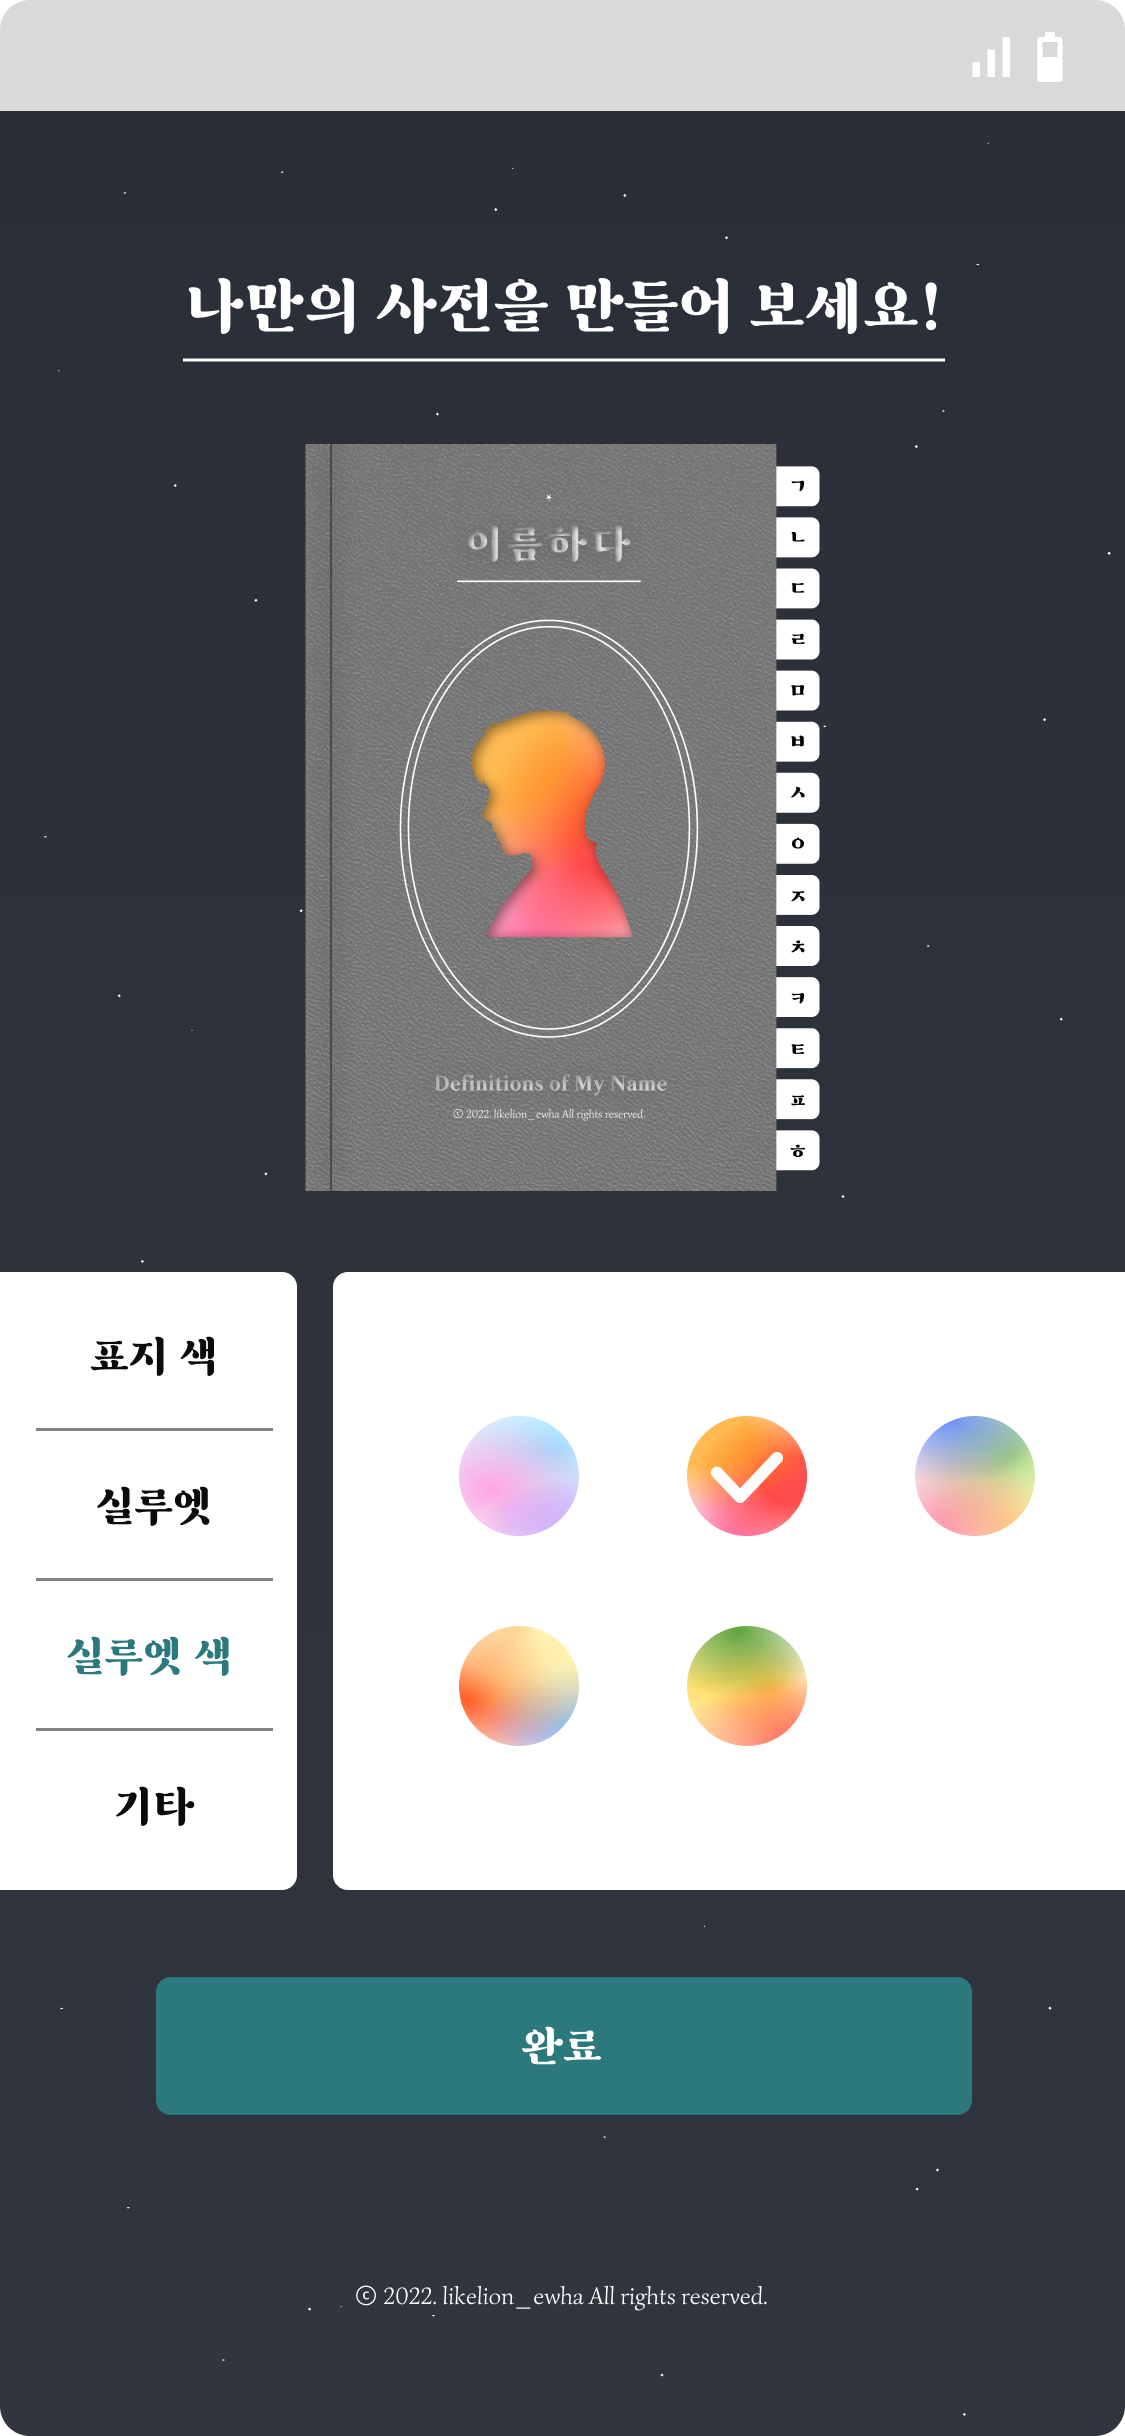 나만의 사전을 만들어 보세요!
이름하다
Definitions of My Name
© 2022. likelion_ewha All rights reserved.
ㄱ
ㄴ
ㄷ
ㄹ
ㅁ
ㅂ
ㅅ
ㅇ
ㅈ
ㅊ
ㅋ
ㅌ
ㅍ
ㅎ
표지 색
실루엣
실루엣 색
기타
완료
© 2022. likelion_ewha All rights reserved.